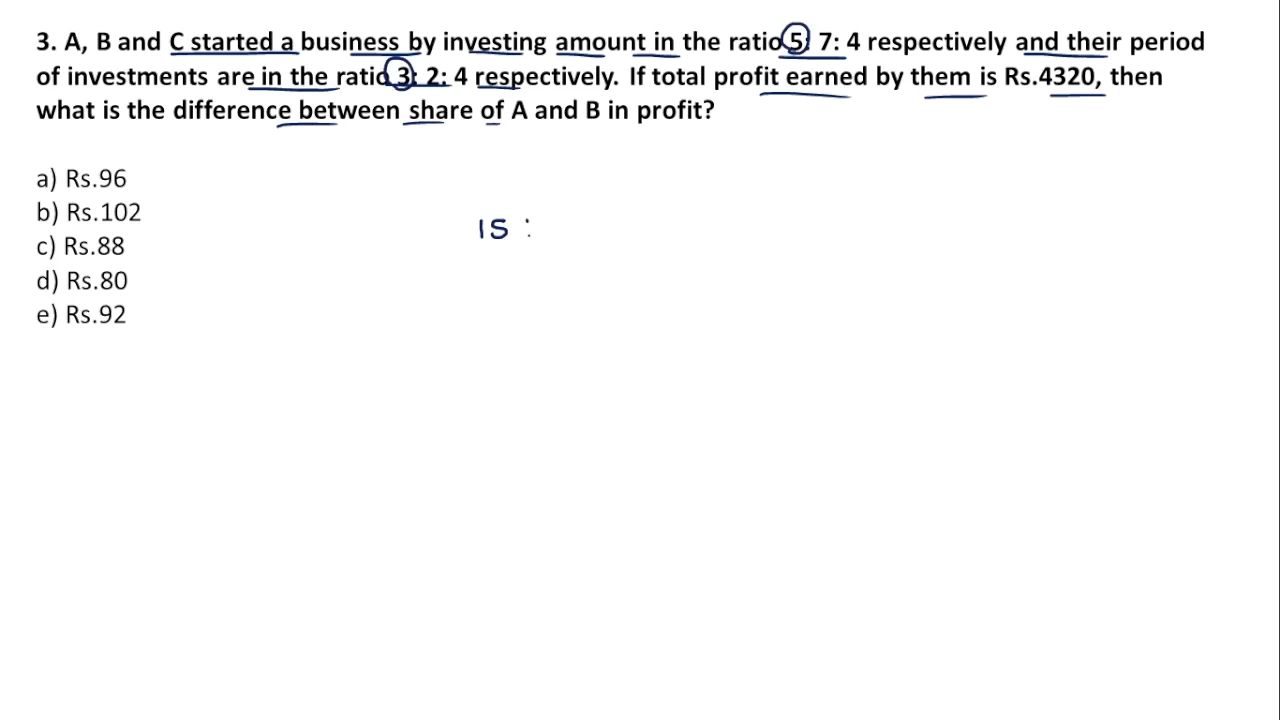 3. A, B and C started a business by investing amount in the ratio 5: 7: 4 respectively and their period
of investments are in the ratio 3: 2: 4 respectively. If total profit earned by them is Rs.4320, then
what is the difference between share of A and B in profit?
a) Rs.96
b) Rs.102
c) Rs.88
d) Rs.80
e) Rs.92
15 :